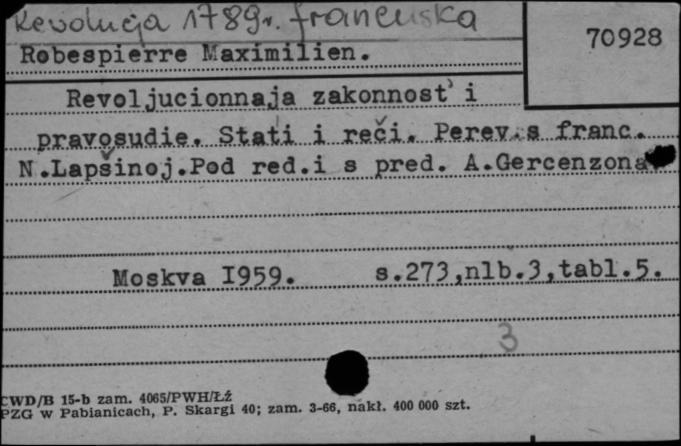 Rewolucja 1789r. francuska
70928
Robespierre Maximilien.
Revoljucionnaja zakonnost' i
pravosudie. Stati i reči. Perev.s franc.
N.Lapšinoj.Pod red.i s pred. A.Gercenzona
Moskva I959. s.273,nlb.3,tabl.5.
3
CWD/B 15-b zam. 4065/PWH/Łź
PZG w Pabianicach, P. Skargi 40; zam. 3-66, nakł. 400 000 szt.